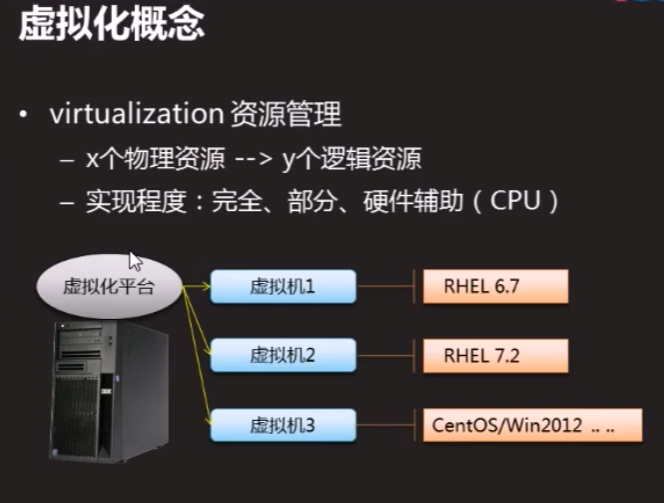 虚拟化概念
• virtualization 资源管理
– x个物理资源 --> y个逻辑资源
– 实现程度：完全、部分、硬件辅助（CPU）
虚拟化平台
虚拟机1
RHEL 6.7
虚拟机2
RHEL 7.2
虚拟机3
CentOS/Win2012 .. ..